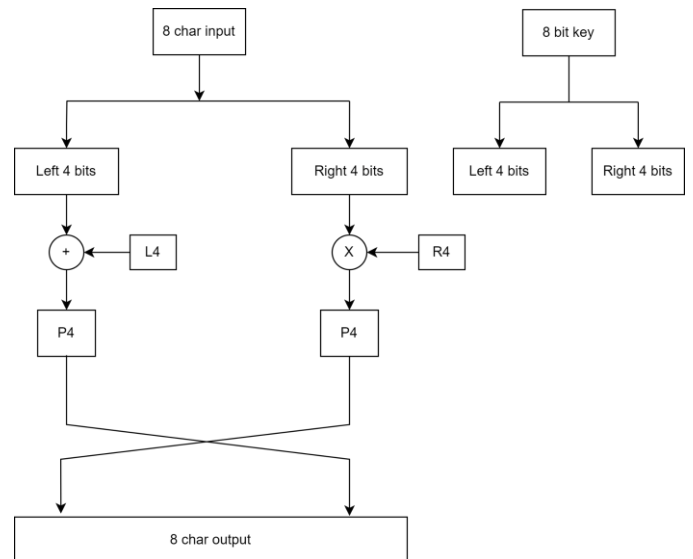 8 char input
8 bit key
Left 4 bits
Right 4 bits
Left 4 bits
Right 4 bits
+
L4
X
R4
P4
P4
8 char output